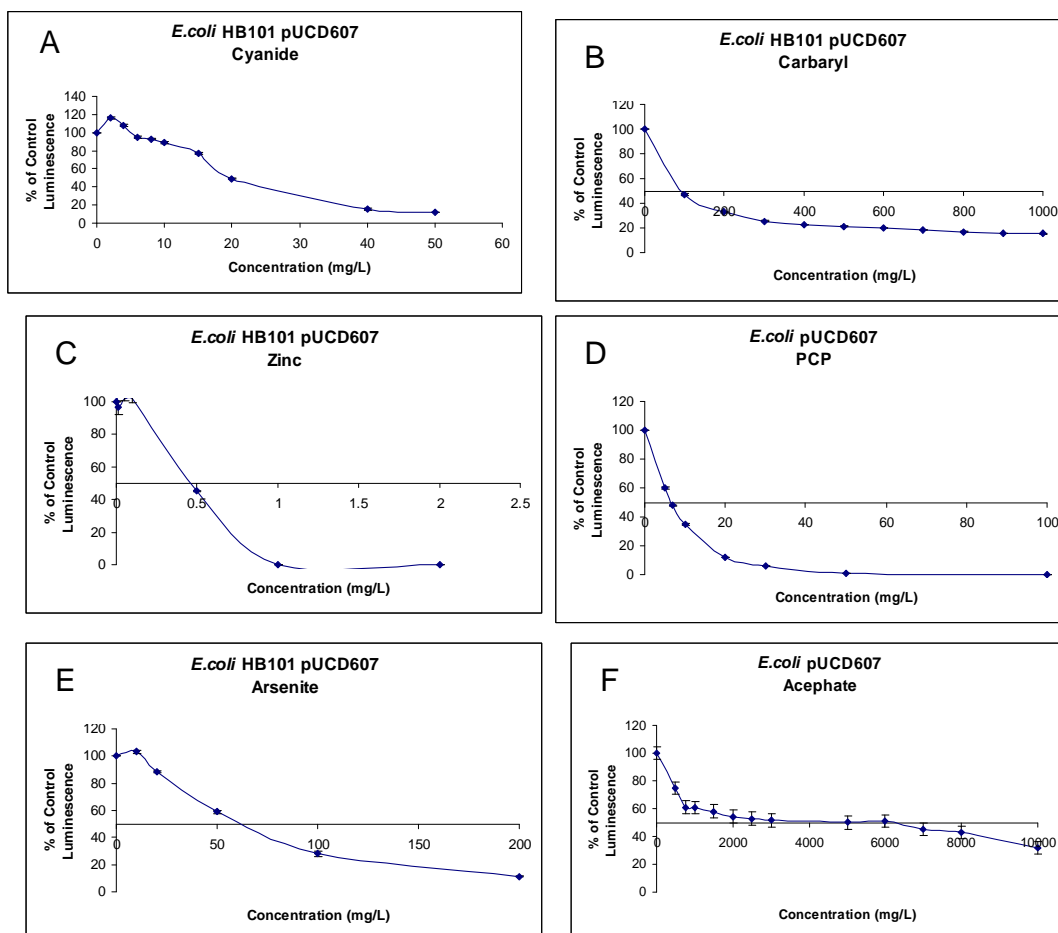 A
E.coli HB101 pUCD607
Cyanide
% of Control
Luminescence
140
120
100
80
60
40
20
0
0 10 20 30 40 50 60
Concentration (mg/L)
B
E.coli HB101 pUCD607
Carbaryl
% of Control
Luminescence
120
100
80
60
40
20
0
0 200 400 600 800 1000
Concentration (mg/L)
C
E.coli HB101 pUCD607
Zinc
% of Control
Luminescence
100
80
60
40
20
0
0 0.5 1 1.5 2 2.5
Concentration (mg/L)
D
E.coli pUCD607
PCP
% of Control
Luminescence
120
100
80
60
40
20
0
0 20 40 60 80 100
Concentration (mg/L)
E
E.coli HB101 pUCD607
Arsenite
% of Control
Luminescence
120
100
80
60
40
20
0
0 50 100 150 200
Concentration (mg/L)
F
E.coli pUCD607
Acephate
% of Control
Luminescence
120
100
80
60
40
20
0
0 2000 4000 6000 8000 10000
Concentration (mg/L)